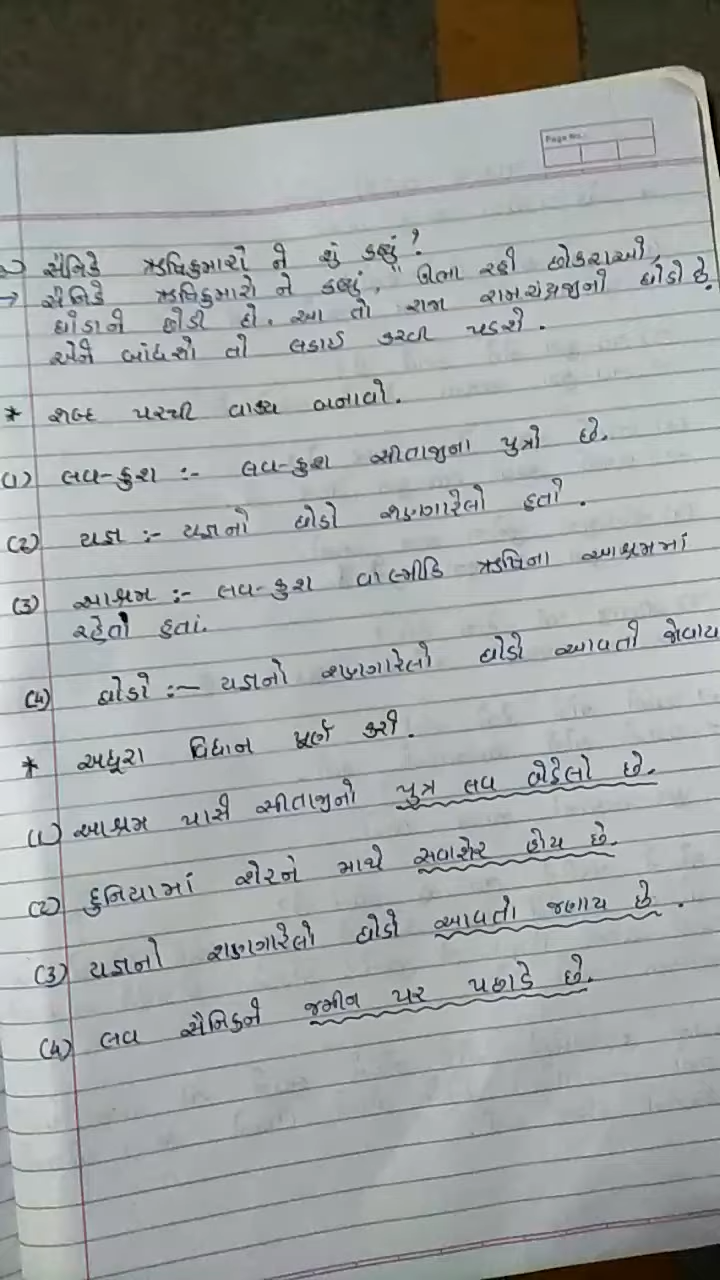 Page No.:
સૈનિકે ઋષિકુમારો ને શું કહ્યું?
→ સૈનિકે ઋષિકુમારો ને કહ્યું, "ઊભા રહો છોકરાઓ,
ઘોડાને છોડી દો. આ તો રાજા રામચંદ્રજીનો ઘોડો છે.
એને બાંધશો તો લડાઈ કરવી પડશે.
* શબ્દ પરથી વાક્ય બનાવો.
(1) લવ-કુશ :- લવ-કુશ સીતાજીના પુત્રો છે.
(2) યજ્ઞ :- યજ્ઞનો ઘોડો શણગારેલો હતો.
(3) આશ્રમ :- લવ-કુશ વાલ્મીકિ ઋષિના આશ્રમમાં
રહેતાં હતાં.
(4) ઘોડો :- યજ્ઞનો શણગારેલો ઘોડો આવતો જોવાય
* અધૂરા વિધાન પૂર્ણ કરો.
(1) આશ્રમ પાસે સીતાજીનો પુત્ર લવ બેઠેલો છે.
(2) દુનિયામાં શેરને માથે સવાશેર હોય છે.
(3) યજ્ઞનો શણગારેલો ઘોડો આવતો જણાય છે.
(4) લવ સૈનિકને જમીન પર પછાડે છે.